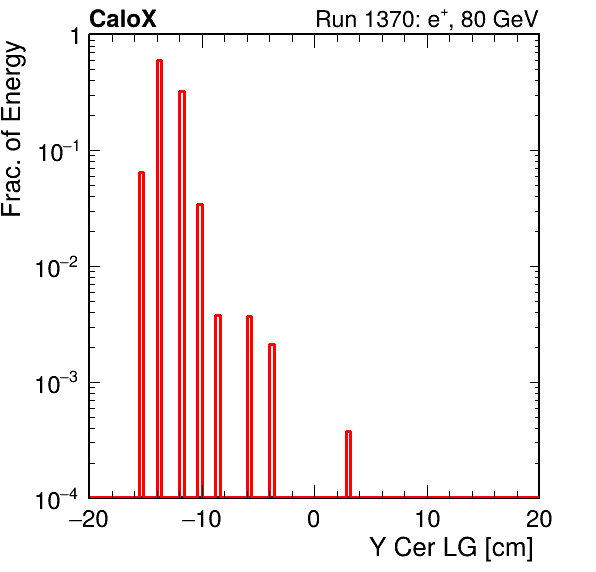 CaloX Run 1370: e⁺, 80 GeV
Frac. of Energy
1
10⁻¹
10⁻²
10⁻³
10⁻⁴
−20 −10 0 10 20
Y Cer LG [cm]